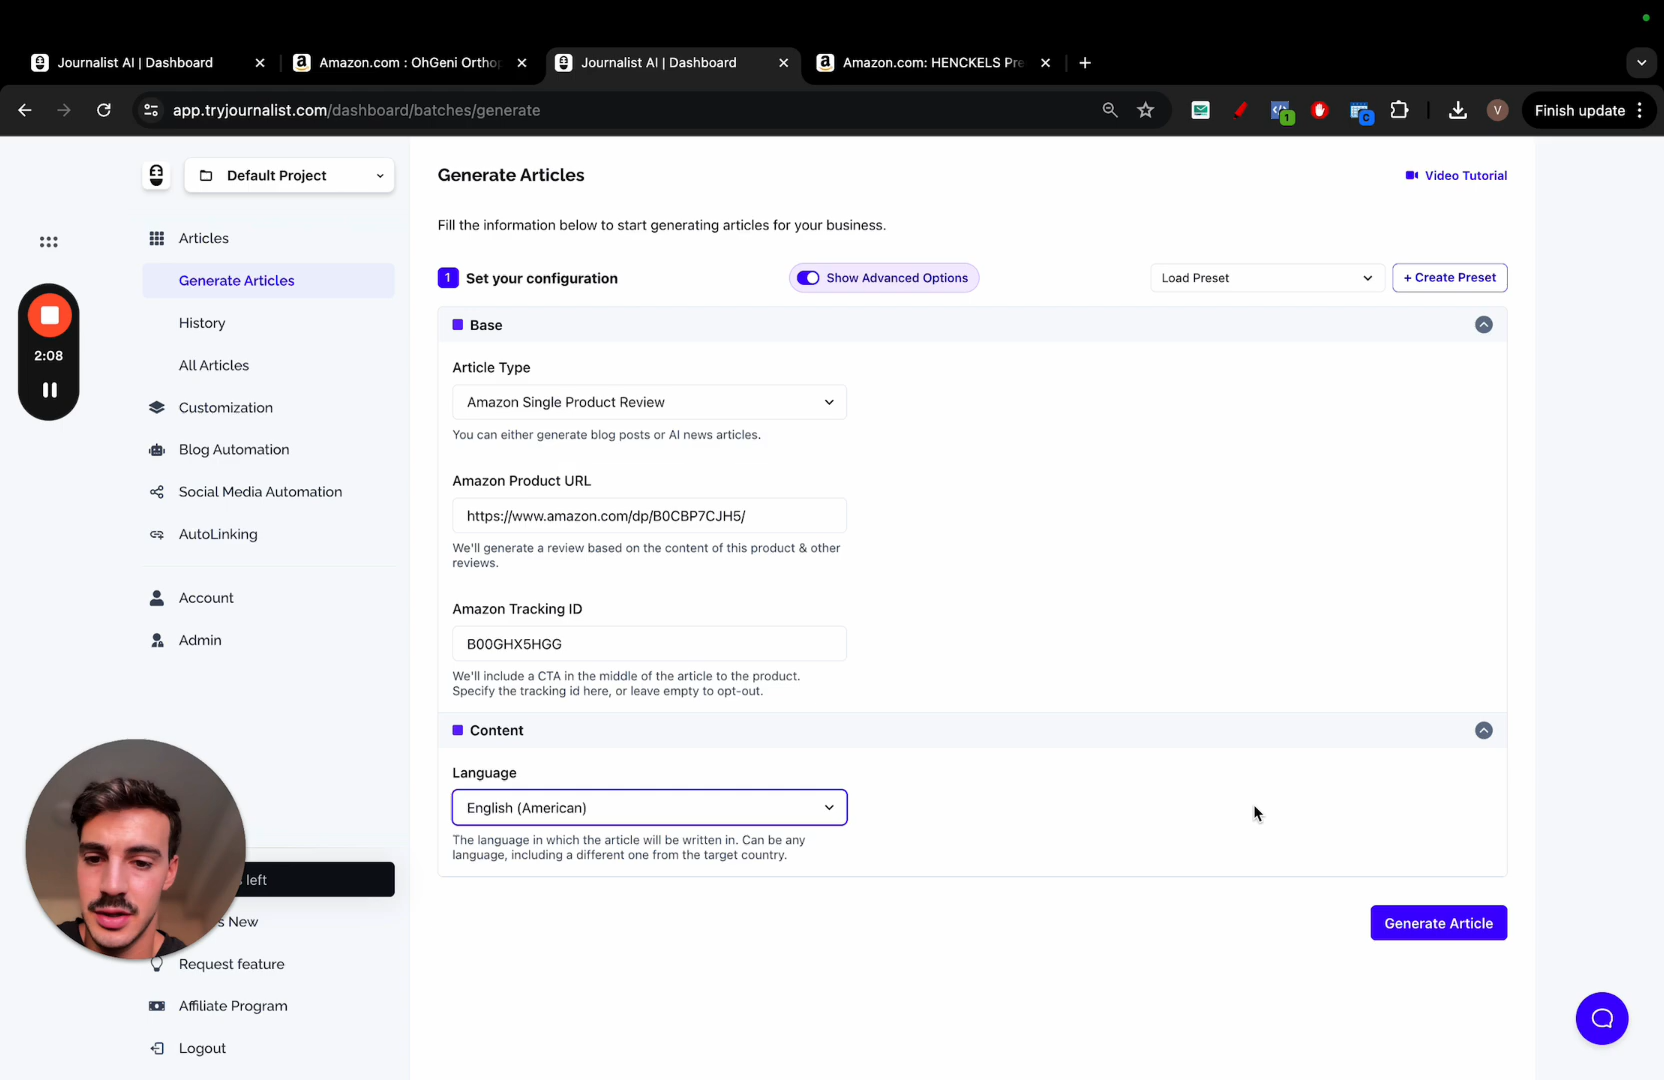 Journalist AI | Dashboard
Amazon.com : OhGeni Ortho
Journalist AI | Dashboard
Amazon.com: HENCKELS Pre
app.tryjournalist.com/dashboard/batches/generate
1
C
V
Finish update
Default Project
Generate Articles
Video Tutorial
Fill the information below to start generating articles for your business.
Articles
Generate Articles
History
All Articles
Customization
Blog Automation
Social Media Automation
AutoLinking
Account
Admin
2:08
1 Set your configuration
Show Advanced Options
Load Preset
+ Create Preset
Base
Article Type
Amazon Single Product Review
You can either generate blog posts or AI news articles.
Amazon Product URL
https://www.amazon.com/dp/B0CBP7CJH5/
We'll generate a review based on the content of this product & other
reviews.
Amazon Tracking ID
B00GHX5HGG
We'll include a CTA in the middle of the article to the product.
Specify the tracking id here, or leave empty to opt-out.
Content
Language
English (American)
The language in which the article will be written in. Can be any
language, including a different one from the target country.
Generate Article
left
New
Request feature
Affiliate Program
Logout